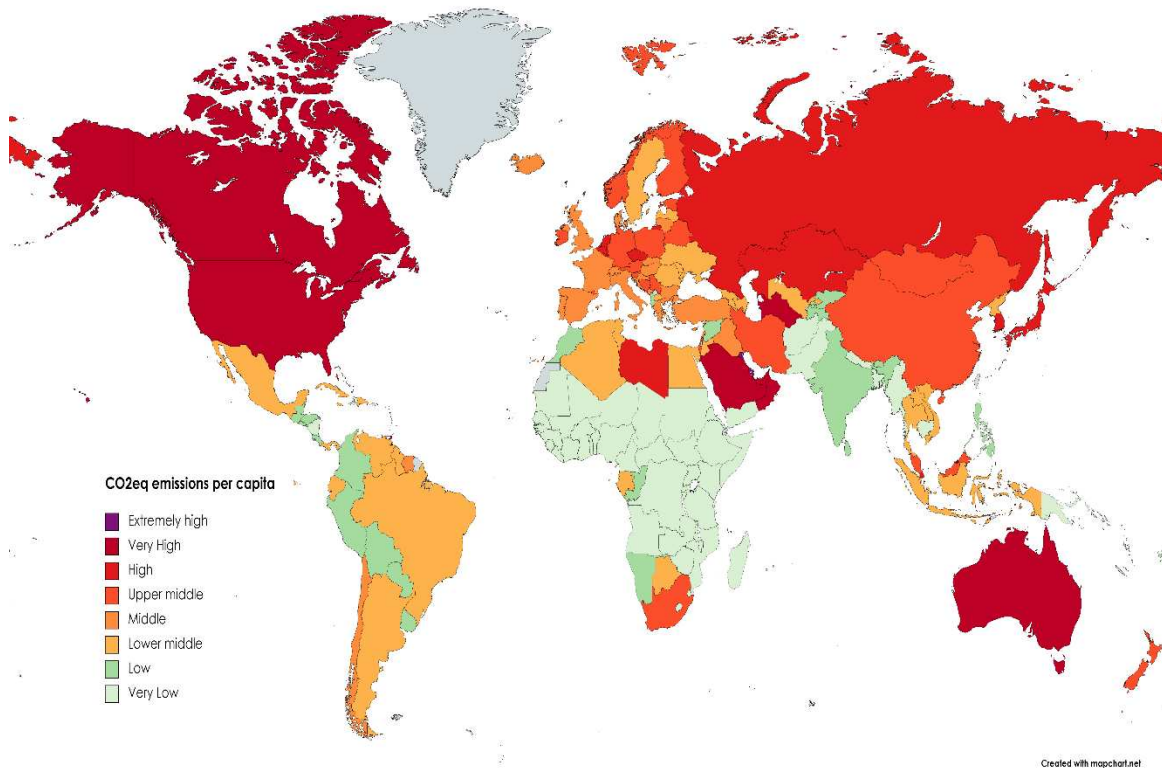 CO2eq emissions per capita
Extremely high
Very High
High
Upper middle
Middle
Lower middle
Low
Very Low
Created with mapchart.net